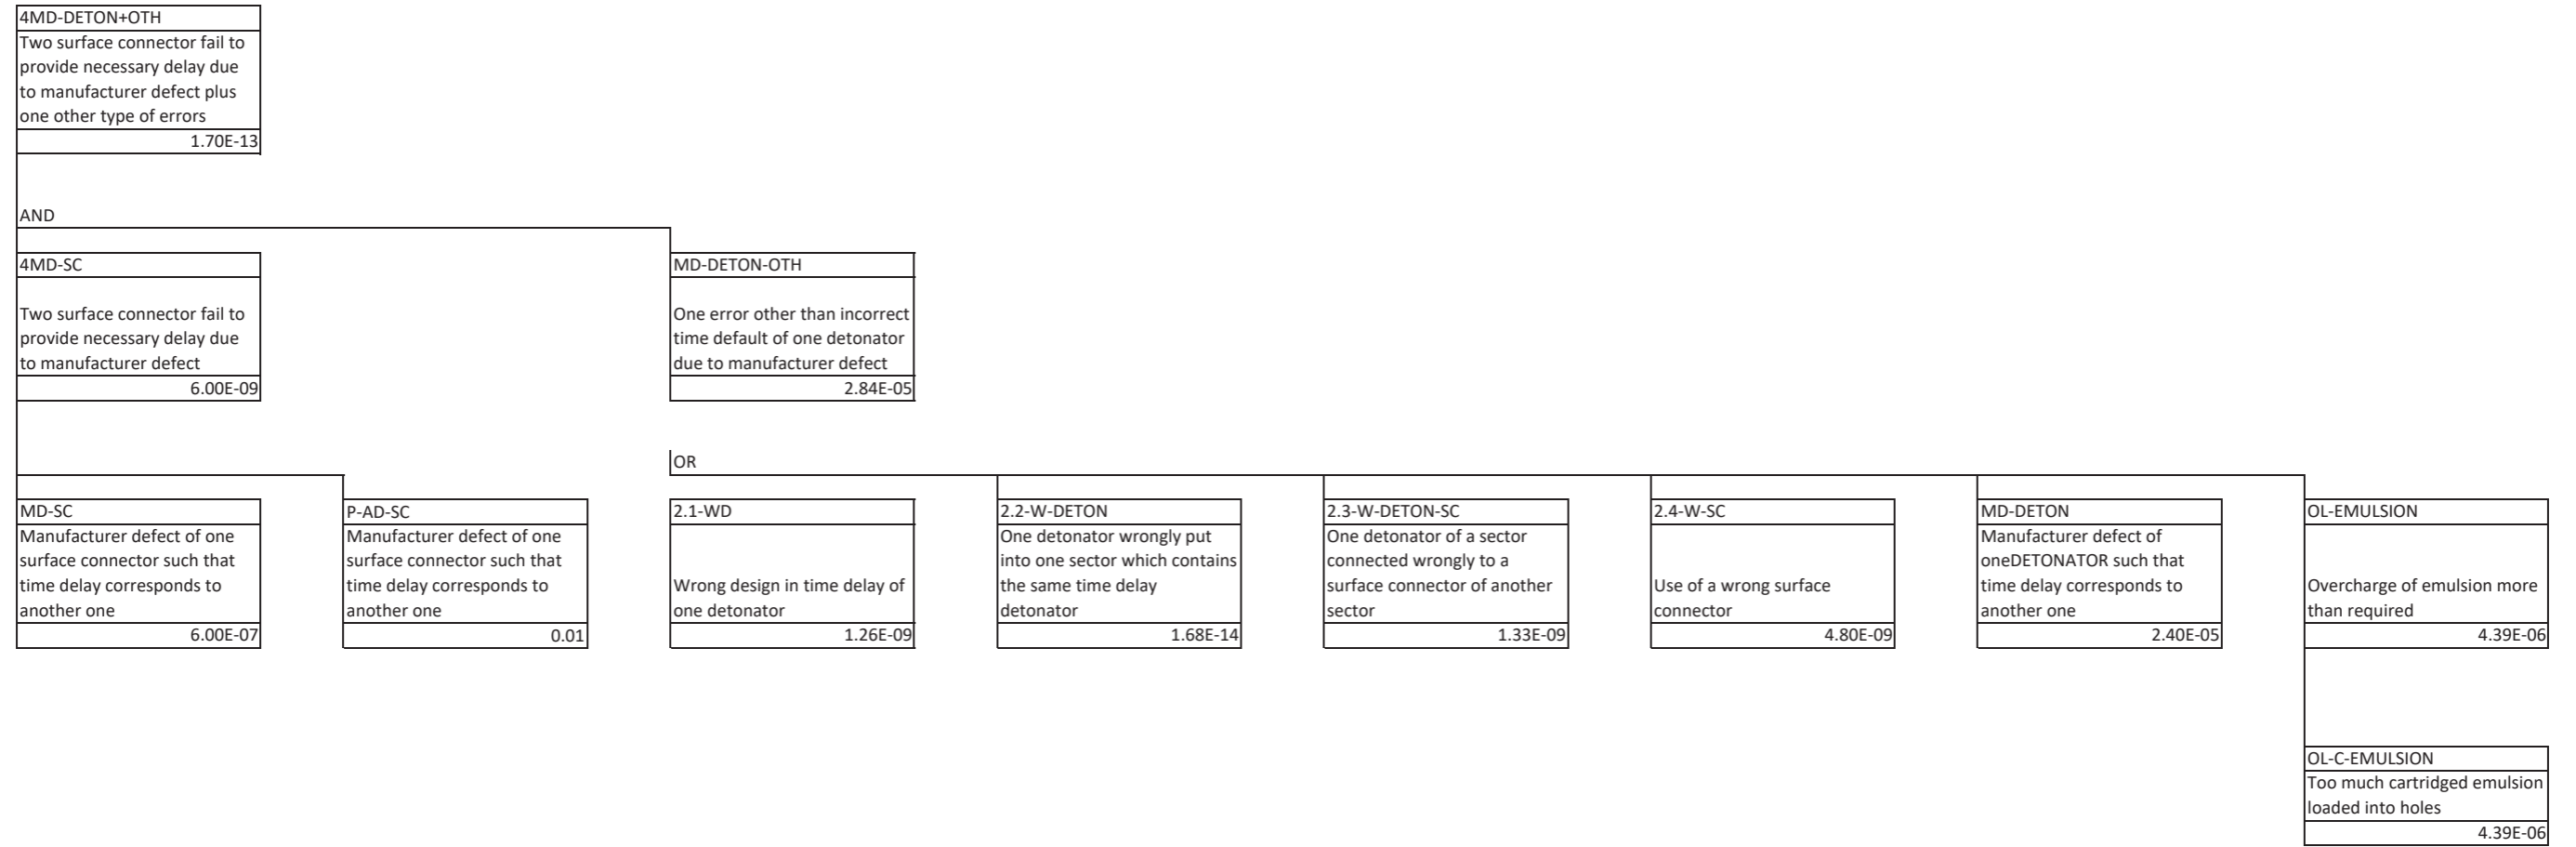 4MD-DETON+OTH
Two surface connector fail to
provide necessary delay due
to manufacturer defect plus
one other type of errors
1.70E-13
AND
4MD-SC
Two surface connector fail to
provide necessary delay due
to manufacturer defect
6.00E-09
MD-DETON-OTH
One error other than incorrect
time default of one detonator
due to manufacturer defect
2.84E-05
OR
MD-SC
Manufacturer defect of one
surface connector such that
time delay corresponds to
another one
6.00E-07
P-AD-SC
Manufacturer defect of one
surface connector such that
time delay corresponds to
another one
0.01
2.1-WD
Wrong design in time delay of
one detonator
1.26E-09
2.2-W-DETON
One detonator wrongly put
into one sector which contains
the same time delay
detonator
1.68E-14
2.3-W-DETON-SC
One detonator of a sector
connected wrongly to a
surface connector of another
sector
1.33E-09
2.4-W-SC
Use of a wrong surface
connector
4.80E-09
MD-DETON
Manufacturer defect of
oneDETONATOR such that
time delay corresponds to
another one
2.40E-05
OL-EMULSION
Overcharge of emulsion more
than required
4.39E-06
OL-C-EMULSION
Too much cartridged emulsion
loaded into holes
4.39E-06